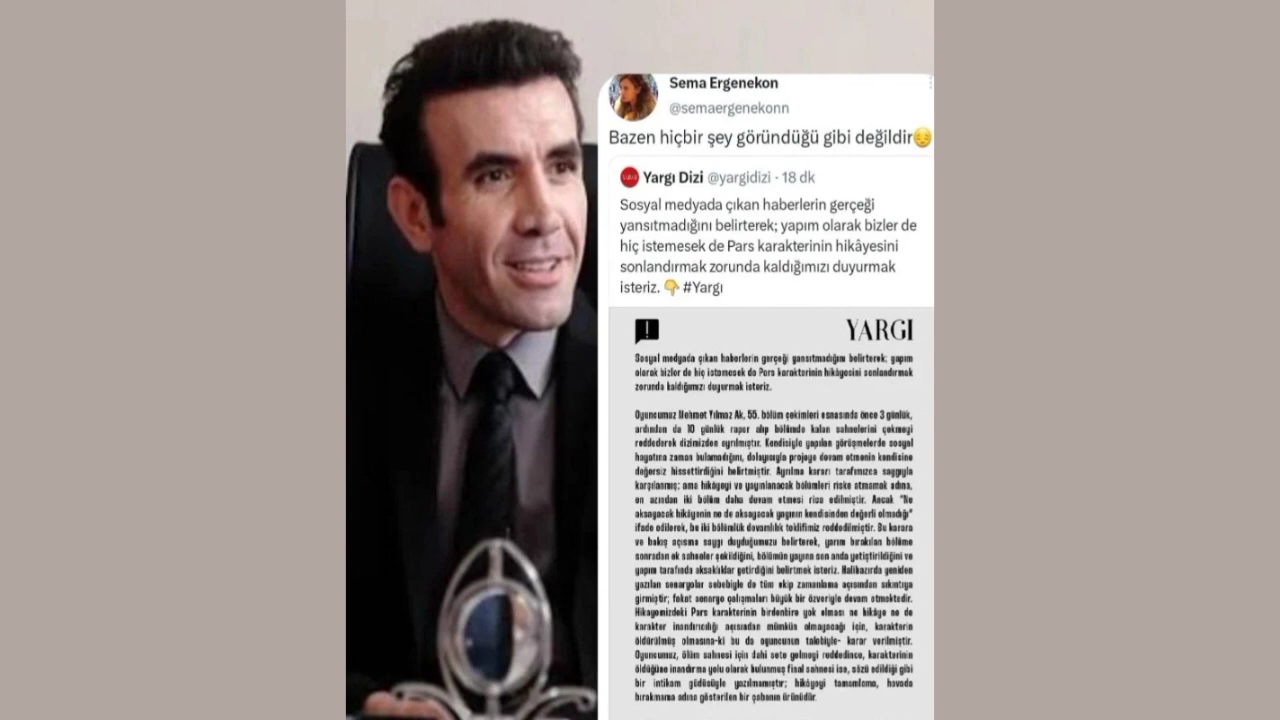 Sema Ergenekon
@semaergenekonn
Bazen hiçbir şey göründüğü gibi değildir😔
Yargı Dizi @yargidizi · 18 dk
Sosyal medyada çıkan haberlerin gerçeği
yansıtmadığını belirterek; yapım olarak bizler de
hiç istemesek de Pars karakterinin hikâyesini
sonlandırmak zorunda kaldığımızı duyurmak
isteriz. 👇 #Yargı
YARGI
Sosyal medyada çıkan haberlerin gerçeği yansıtmadığını belirterek; yapım
olarak bizler de hiç istemesek de Pars karakterinin hikâyesini sonlandırmak
zorunda kaldığımızı duyurmak isteriz.
Oyuncumuz Mehmet Yılmaz Ak, 55. bölüm çekimleri esnasında önce 3 günlük,
ardından da 10 günlük rapor alıp bölümde kalan sahnelerini çekmeyi
reddederek dizimizden ayrılmıştır. Kendisiyle yapılan görüşmelerde sosyal
hayatına zaman bulamadığını, dolayısıyla projeye devam etmenin kendisine
değersiz hissettirdiğini belirtmiştir. Ayrılma kararı tarafımızca saygıyla
karşılanmış; ama hikâyeyi ve yayınlanacak bölümleri riske atmamak adına,
en azından iki bölüm daha devam etmesi rica edilmiştir. Ancak "Ne
aksayacak hikâyenin ne de aksayacak yayının kendisinden değerli olmadığı"
ifade edilerek, bu iki bölümlük devamlılık teklifimiz reddedilmiştir. Bu karara
ve bakış açısına saygı duyduğumuzu belirterek, yarım bırakılan bölüme
sonradan ek sahneler çekildiğini, bölümün yayına son anda yetiştirildiğini ve
yapım tarafında aksaklıklar getirdiğini belirtmek isteriz. Halihazırda yeniden
yazılan senaryolar sebebiyle de tüm ekip zamanlama açısından sıkıntıya
girmiştir; fakat senaryo çalışmaları büyük bir özveriyle devam etmektedir.
Hikayemizdeki Pars karakterinin birdenbire yok olması ne hikâye ne de
karakter inandırıcılığı açısından mümkün olmayacağı için, karakterin
öldürülmüş olmasına-ki bu da oyuncunun talebiyle- karar verilmiştir.
Oyuncumuz, ölüm sahnesi için dahi sete gelmeyi reddedince, karakterinin
öldüğüne inandırma yolu olarak bulunmuş final sahnesi ise, sözü edildiği gibi
bir intikam güdüsüyle yazılmamıştır; hikâyeyi tamamlama, havada
bırakmama adına gösterilen bir çabanın ürünüdür.